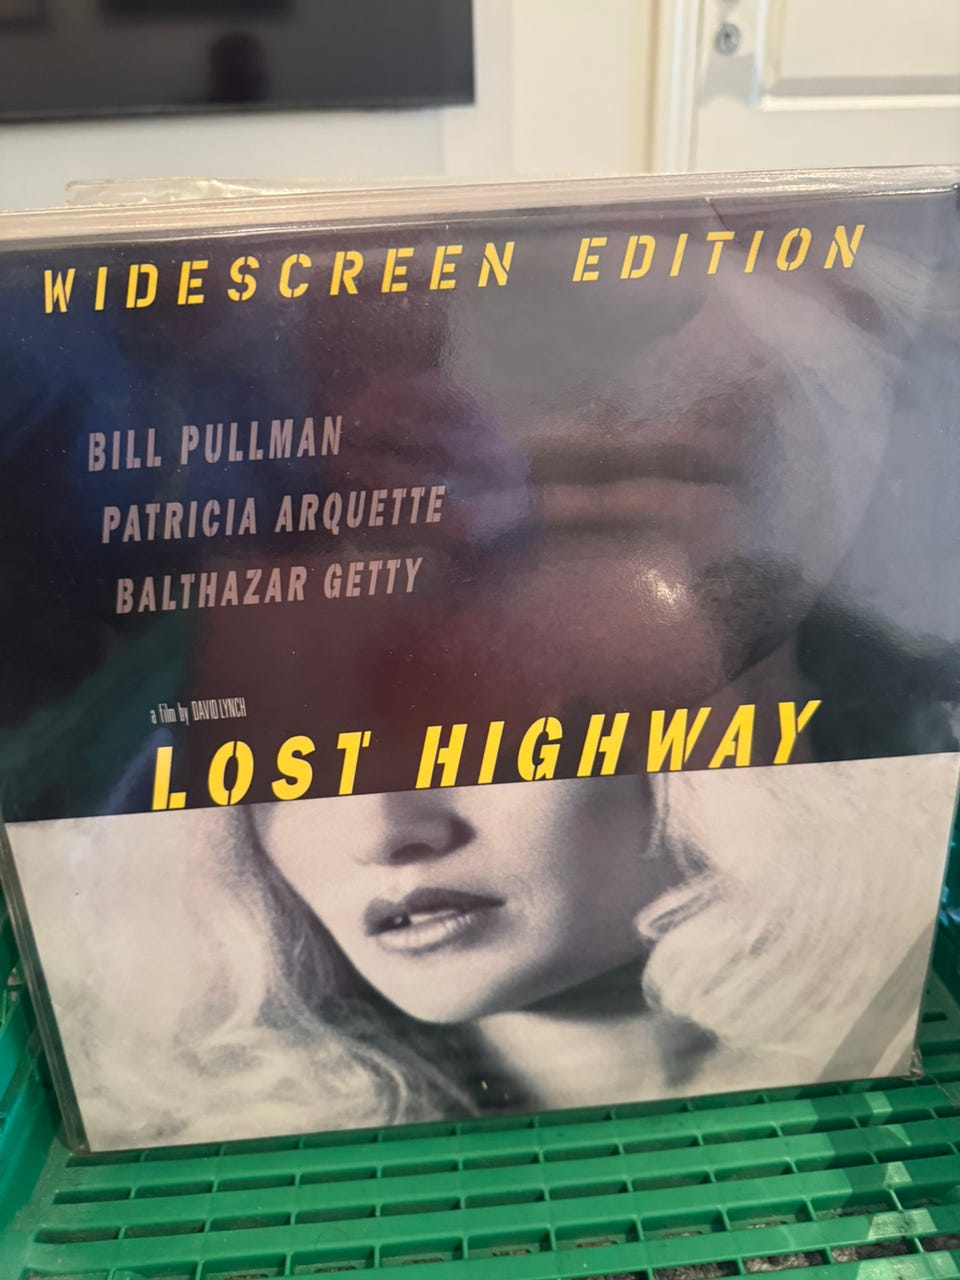 WIDESCREEN EDITION
BILL PULLMAN
PATRICIA ARQUETTE
BALTHAZAR GETTY
a film by DAVID LYNCH
LOST HIGHWAY